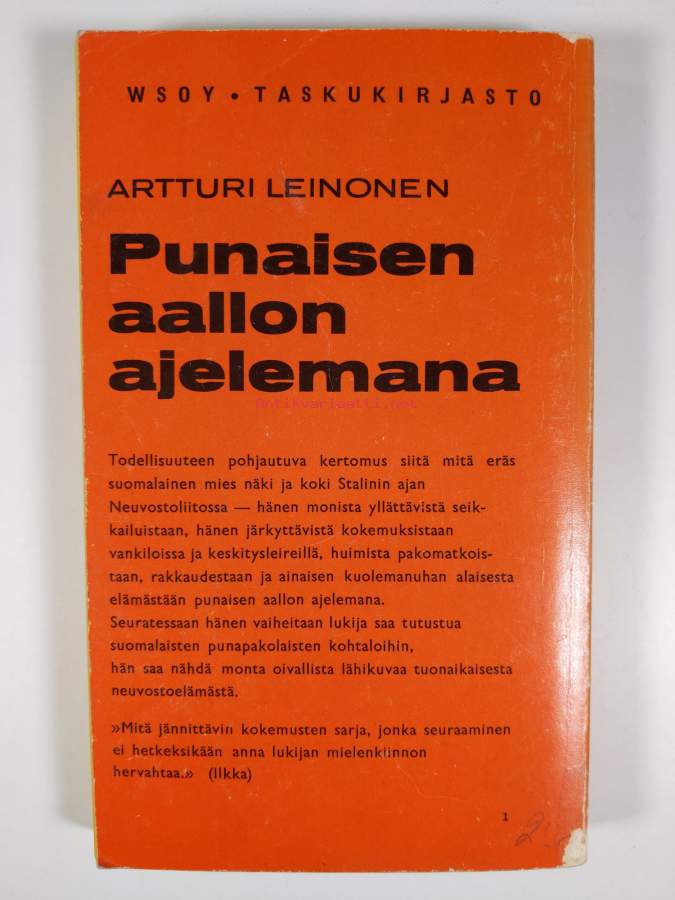 WSOY • TASKUKIRJASTO
ARTTURI LEINONEN
Punaisen
aallon
ajelemana
Antikvariaatti.net
Todellisuuteen pohjautuva kertomus siitä mitä eräs
suomalainen mies näki ja koki Stalinin ajan
Neuvostoliitossa — hänen monista yllättävistä seik-
kailuistaan, hänen järkyttävistä kokemuksistaan
vankiloissa ja keskitysleireillä, huimista pakomatkois-
taan, rakkaudestaan ja ainaisen kuolemanuhan alaisesta
elämästään punaisen aallon ajelemana.
Seuratessaan hänen vaiheitaan lukija saa tutustua
suomalaisten punapakolaisten kohtaloihin,
hän saa nähdä monta oivallista lähikuvaa tuonaikaisesta
neuvostoelämästä.
»Mitä jännittävin kokemusten sarja, jonka seuraaminen
ei hetkeksikään anna lukijan mielenkiinnon
hervahtaa.» (Ilkka)
1